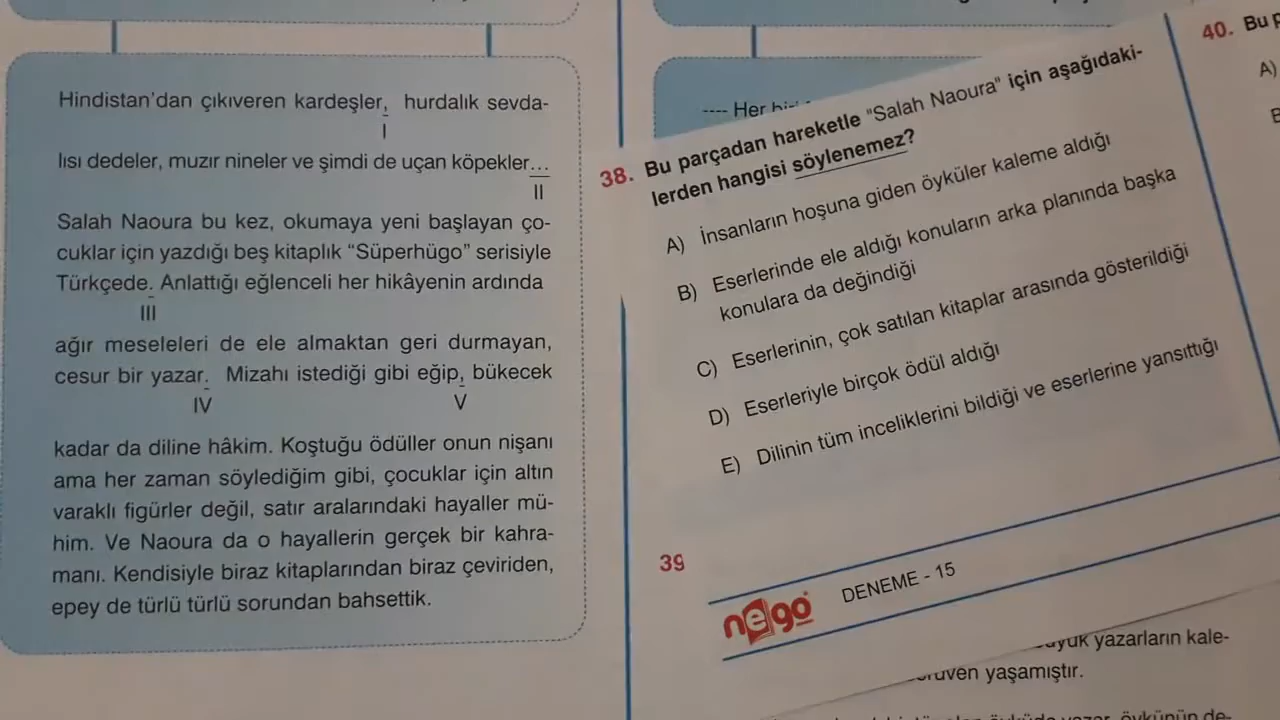 Hindistan'dan çıkıveren kardeşler, hurdalık sevda-
I
lısı dedeler, muzır nineler ve şimdi de uçan köpekler...
II
Salah Naoura bu kez, okumaya yeni başlayan ço-
cuklar için yazdığı beş kitaplık “Süperhügo” serisiyle
Türkçede. Anlattığı eğlenceli her hikâyenin ardında
III
ağır meseleleri de ele almaktan geri durmayan,
cesur bir yazar. Mizahı istediği gibi eğip, bükecek
IV V
kadar da diline hâkim. Koştuğu ödüller onun nişanı
ama her zaman söylediğim gibi, çocuklar için altın
varaklı figürler değil, satır aralarındaki hayaller mü-
him. Ve Naoura da o hayallerin gerçek bir kahra-
manı. Kendisiyle biraz kitaplarından biraz çeviriden,
epey de türlü türlü sorundan bahsettik.
---- Her
38. Bu parçadan hareketle "Salah Naoura" için aşağıdaki-
lerden hangisi söylenemez?
A) İnsanların hoşuna giden öyküler kaleme aldığı
B) Eserlerinde ele aldığı konuların arka planında başka
konulara da değindiği
C) Eserlerinin, çok satılan kitaplar arasında gösterildiği
D) Eserleriyle birçok ödül aldığı
E) Dilinin tüm inceliklerini bildiği ve eserlerine yansıttığı
39
nego DENEME - 15
40. Bu
A)
yazarların kale-
yaşamıştır.